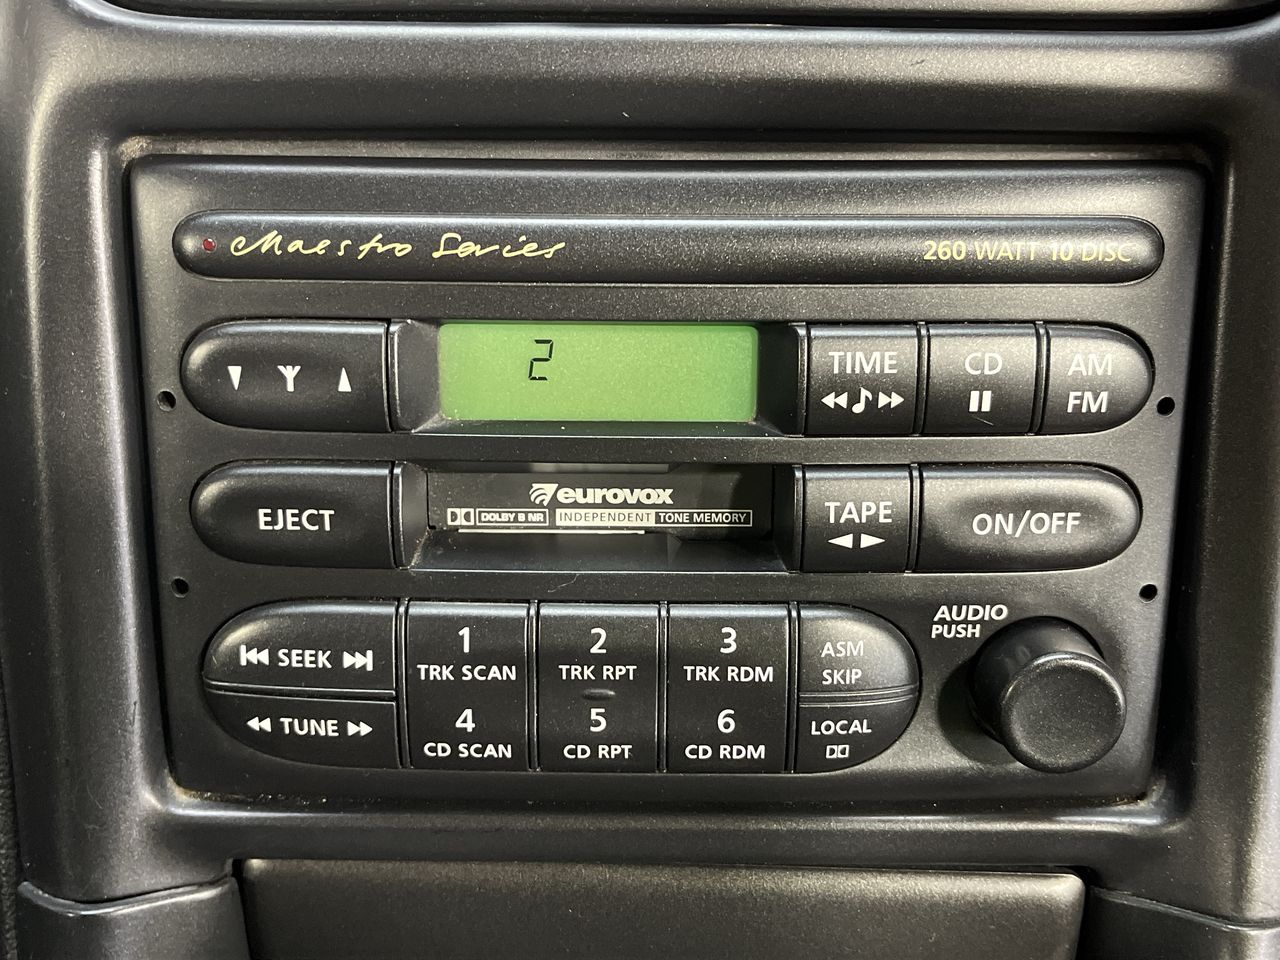 Maestro Series 260 WATT 10 DISC
2
TIME CD AM
FM
eurovox
EJECT TAPE ON/OFF
DOLBY B NR INDEPENDENT TONE MEMORY
AUDIO
PUSH
SEEK 1 2 3 ASM
TRK SCAN TRK RPT TRK RDM SKIP
TUNE 4 5 6 LOCAL
CD SCAN CD RPT CD RDM